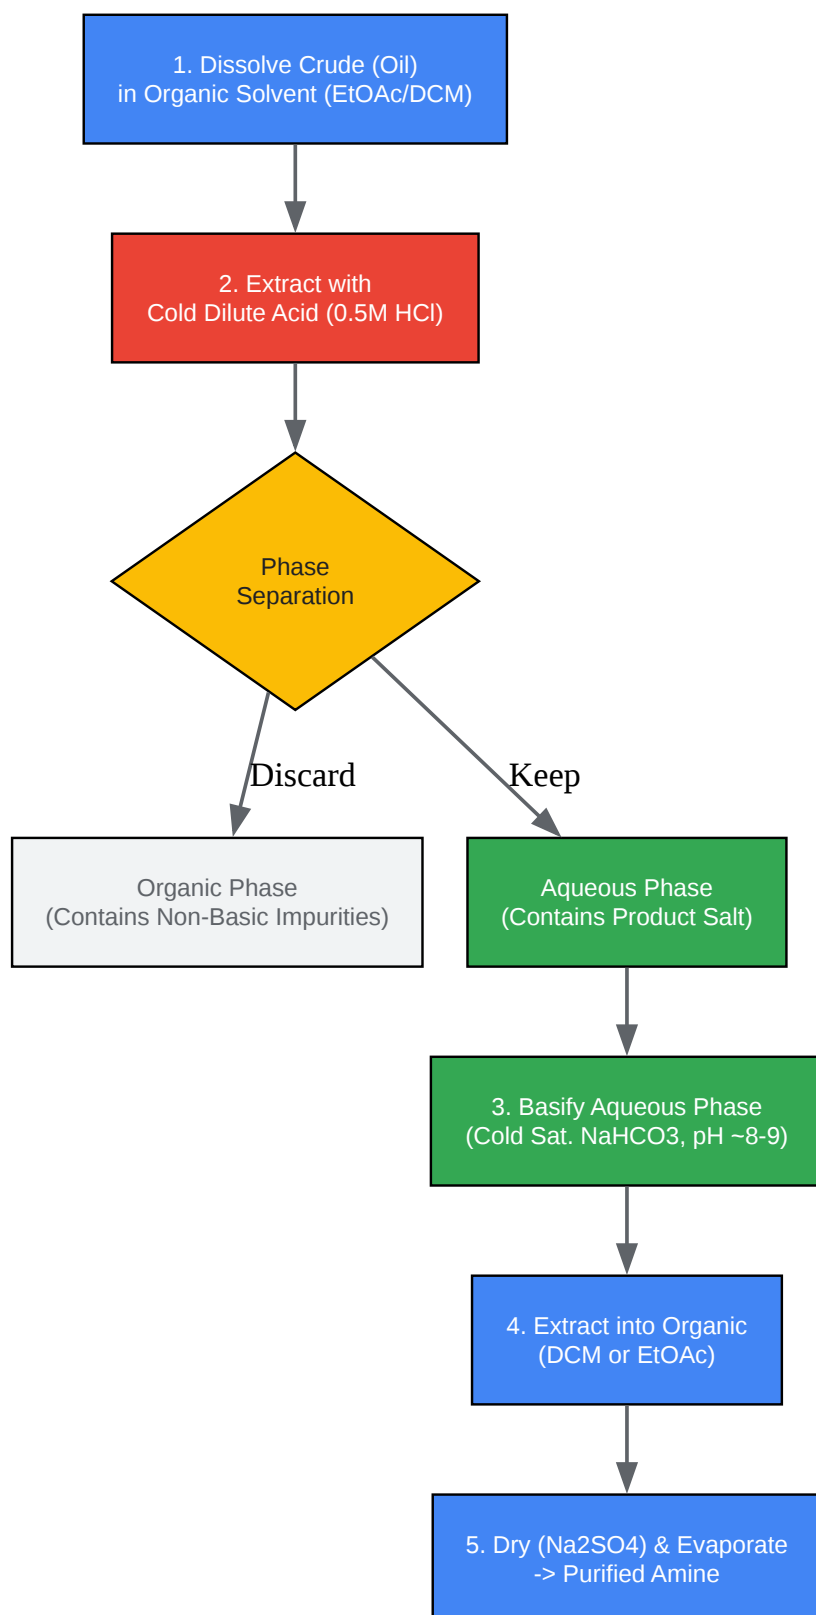 1. Dissolve Crude (Oil)
in Organic Solvent (EtOAc/DCM)
2. Extract with
Cold Dilute Acid (0.5M HCl)
Phase
Separation
Discard
Keep
Organic Phase
(Contains Non-Basic Impurities)
Aqueous Phase
(Contains Product Salt)
3. Basify Aqueous Phase
(Cold Sat. NaHCO3, pH ~8-9)
4. Extract into Organic
(DCM or EtOAc)
5. Dry (Na2SO4) & Evaporate
-> Purified Amine